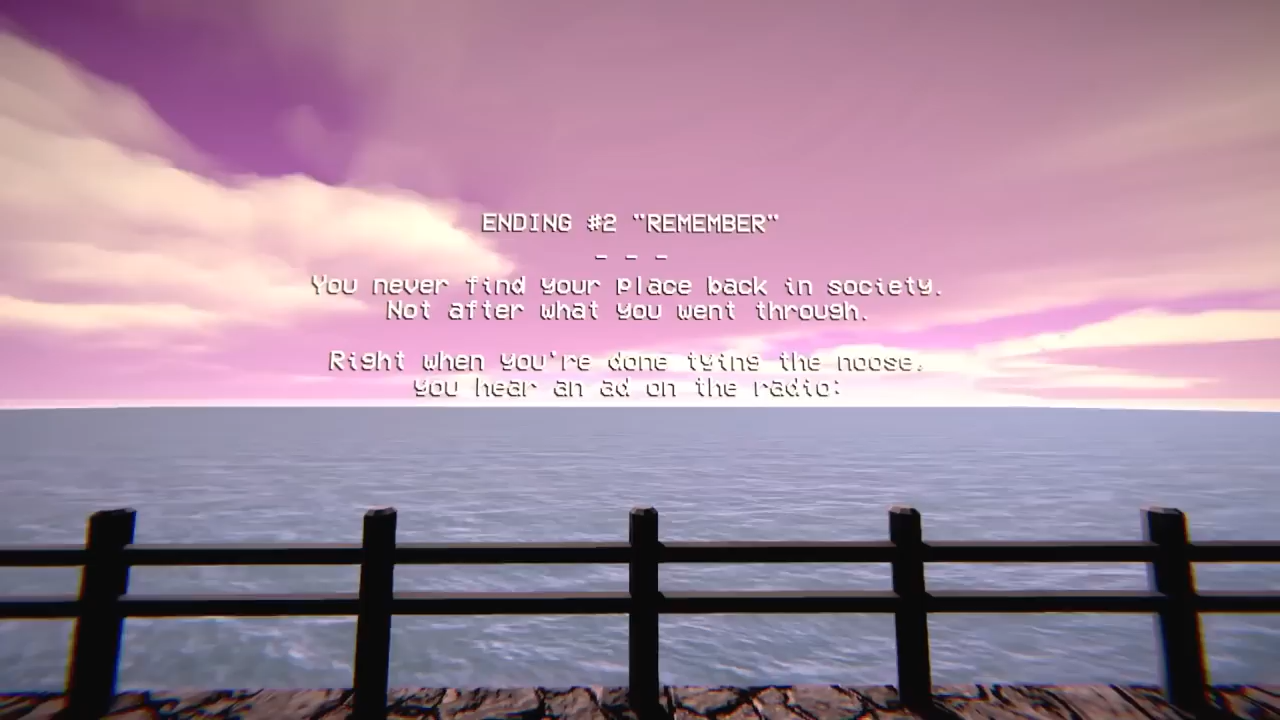 ENDING #2 "REMEMBER"
- - -
You never find your place back in society.
Not after what you went through.
Right when you're done tying the noose,
you hear an ad on the radio: